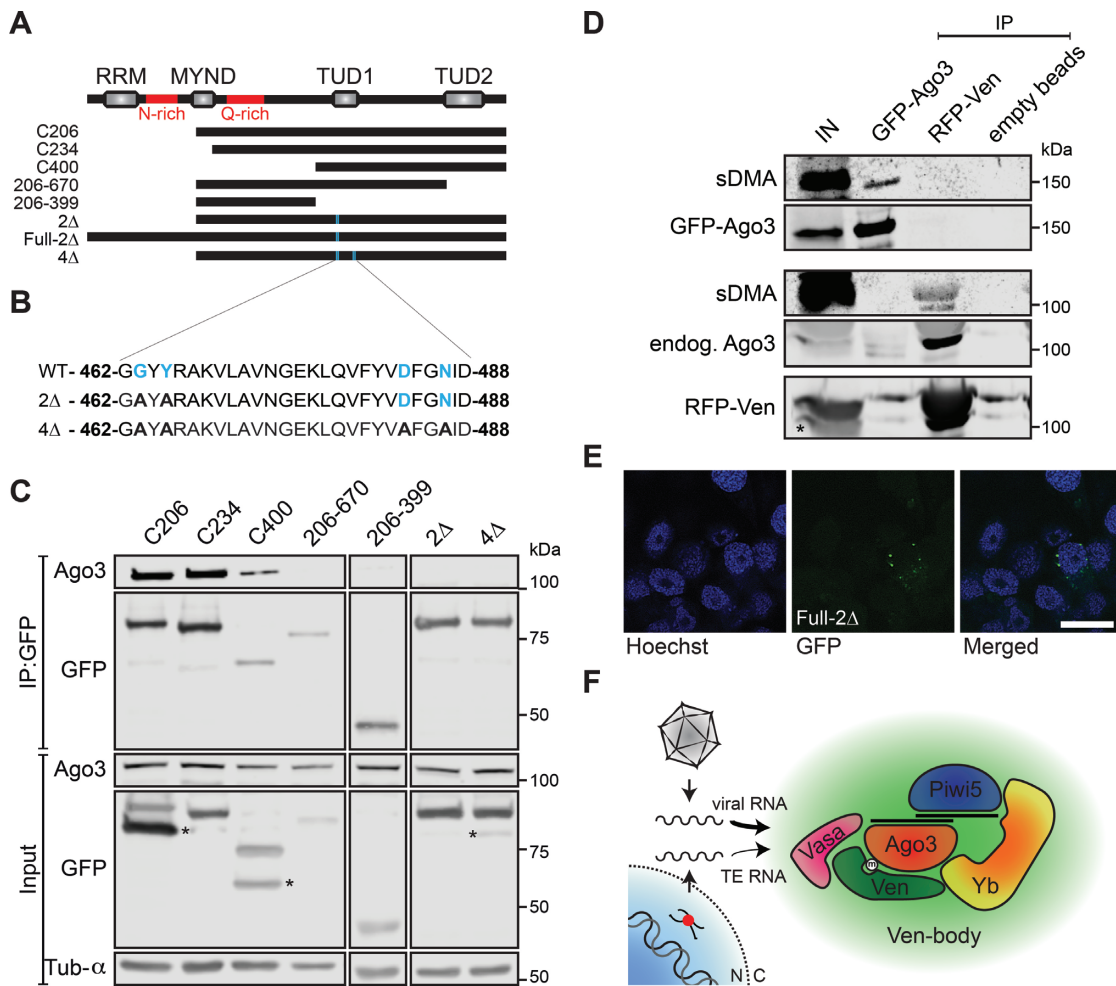 A
RRM MYND TUD1 TUD2
N-rich Q-rich
C206
C234
C400
206-670
206-399
2Δ
Full-2Δ
4Δ
B
WT- 462-GGYYRAKVLAVNGEKLQVFYVDFGNID-488
2Δ - 462-GAYARAKVLAVNGEKLQVFYVDFGNID-488
4Δ - 462-GAYARAKVLAVNGEKLQVFYVAFGAID-488
C
C206 C234 C400 206-670 206-399 2Δ 4Δ
kDa
IP:GFP
Ago3
100
GFP
75
50
Input
Ago3
100
GFP
* * *
75
50
Tub-α
50
D
IP
IN GFP-Ago3 RFP-Ven empty beads
kDa
sDMA
150
GFP-Ago3
150
sDMA
100
endog. Ago3
100
RFP-Ven
*
100
E
Full-2Δ
Hoechst GFP Merged
F
viral RNA
TE RNA
N C
Vasa
Piwi5
Ago3
m
Ven
Yb
Ven-body